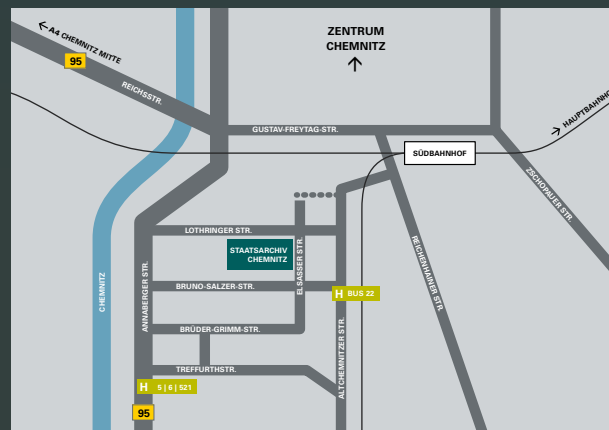 ZENTRUM
CHEMNITZ
A4 CHEMNITZ MITTE
95
REICHSSTR.
HAUPTBAHNHO
GUSTAV-FREYTAG-STR.
SÜDBAHNHOF
ZSCHOPAUER STR.
LOTHRINGER STR.
STAATSARCHIV
CHEMNITZ
ELSASSER STR.
REICHENHAINER STR.
CHEMNITZ
ANNABERGER STR.
BRUNO-SALZER-STR.
H BUS 22
BRÜDER-GRIMM-STR.
ALTCHEMNITZER STR.
TREFFURTHSTR.
H 5 | 6 | 521
95